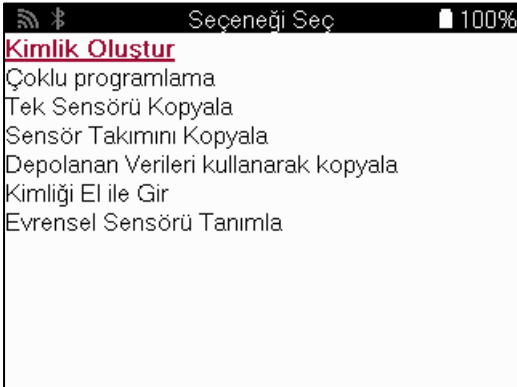 Seçeneği Seç 100%
Kimlik Oluştur
Çoklu programlama
Tek Sensörü Kopyala
Sensör Takımını Kopyala
Depolanan Verileri kullanarak kopyala
Kimliği El ile Gir
Evrensel Sensörü Tanımla